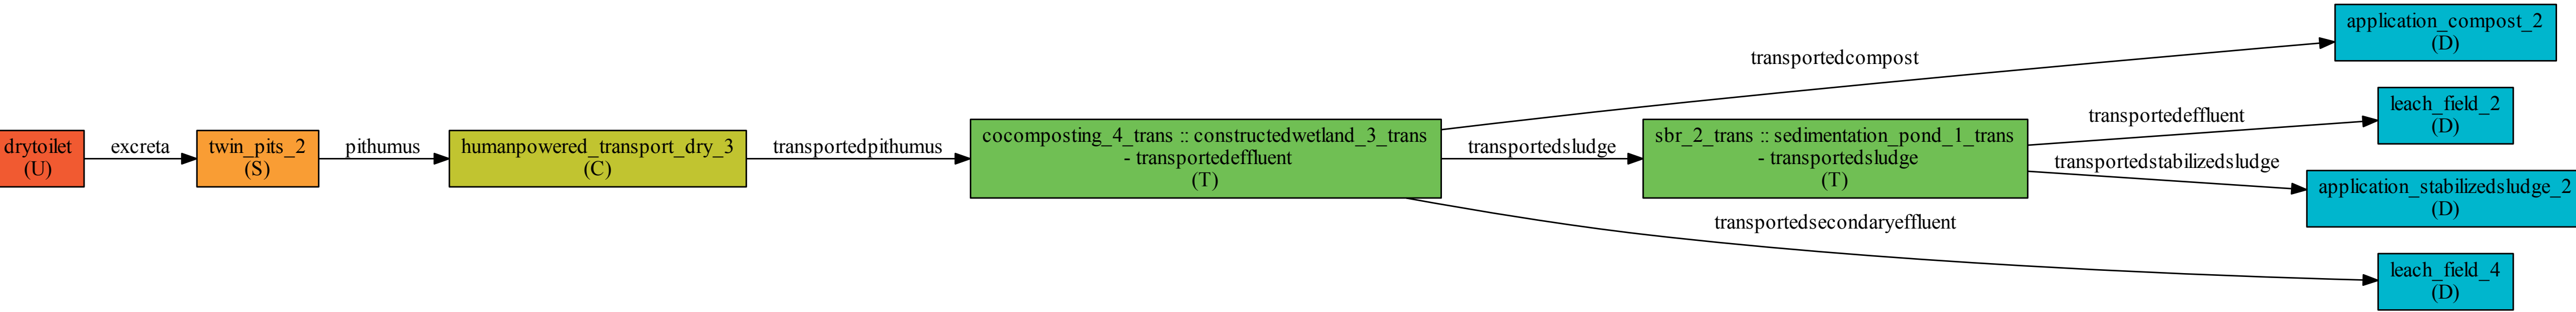 drytoilet
(U)
excreta
twin_pits_2
(S)
pithumus
humanpowered_transport_dry_3
(C)
transportedpithumus
cocomposting_4_trans :: constructedwetland_3_trans
- transportedeffluent
(T)
transportedcompost
transportedsludge
transportedsecondaryeffluent
sbr_2_trans :: sedimentation_pond_1_trans
- transportedsludge
(T)
transportedeffluent
transportedstabilizedsludge
application_compost_2
(D)
leach_field_2
(D)
application_stabilizedsludge_2
(D)
leach_field_4
(D)